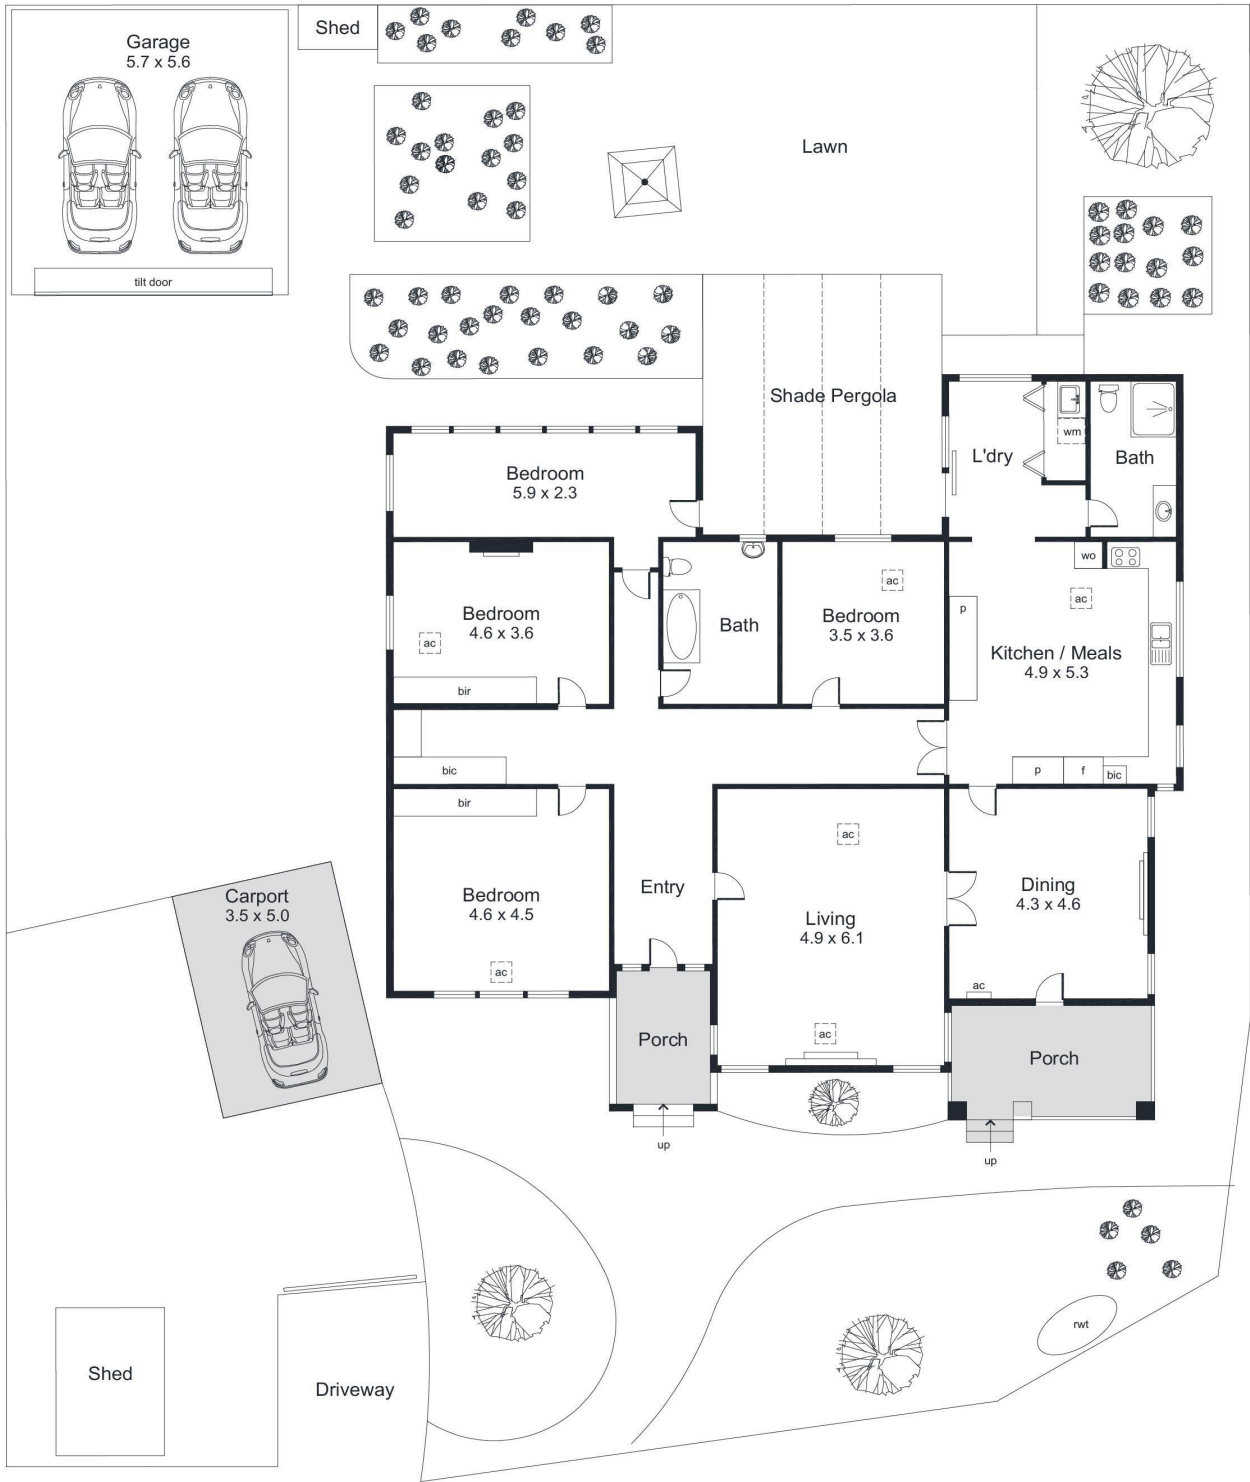 Garage
5.7 x 5.6
tilt door
Shed
Lawn
Shade Pergola
L'dry
wm
Bath
Bedroom
5.9 x 2.3
Bedroom
4.6 x 3.6
ac
bir
Bath
Bedroom
3.5 x 3.6
ac
wo
ac
p
Kitchen / Meals
4.9 x 5.3
p
f
bic
bic
bir
Bedroom
4.6 x 4.5
ac
Entry
ac
Living
4.9 x 6.1
ac
Dining
4.3 x 4.6
ac
Carport
3.5 x 5.0
Porch
up
Porch
up
rwt
Shed
Driveway